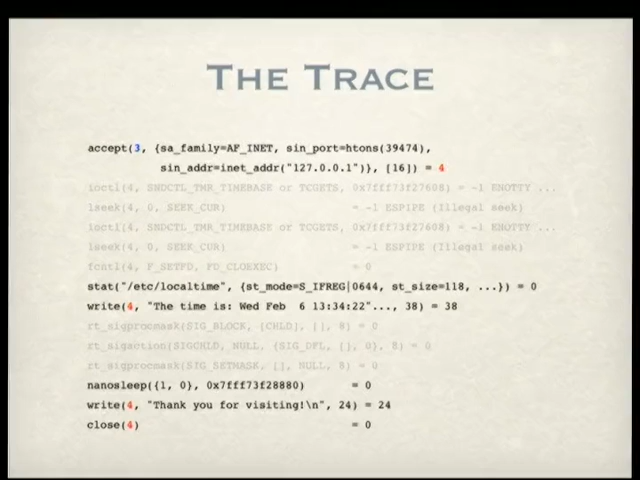 THE TRACE
accept(3, {sa_family=AF_INET, sin_port=htons(39474),
sin_addr=inet_addr("127.0.0.1")}, [16]) = 4
ioctl(4, SNDCTL_TMR_TIMEBASE or TCGETS, 0x7fff73f27608) = -1 ENOTTY ...
lseek(4, 0, SEEK_CUR) = -1 ESPIPE (Illegal seek)
ioctl(4, SNDCTL_TMR_TIMEBASE or TCGETS, 0x7fff73f27608) = -1 ENOTTY ...
lseek(4, 0, SEEK_CUR) = -1 ESPIPE (Illegal seek)
fcntl(4, F_SETFD, FD_CLOEXEC) = 0
stat("/etc/localtime", {st_mode=S_IFREG|0644, st_size=118, ...}) = 0
write(4, "The time is: Wed Feb  6 13:34:22"..., 38) = 38
rt_sigprocmask(SIG_BLOCK, [CHLD], [], 8) = 0
rt_sigaction(SIGCHLD, NULL, {SIG_DFL, [], 0}, 8) = 0
rt_sigprocmask(SIG_SETMASK, [], NULL, 8) = 0
nanosleep({1, 0}, 0x7fff73f28880) = 0
write(4, "Thank you for visiting!\n", 24) = 24
close(4) = 0